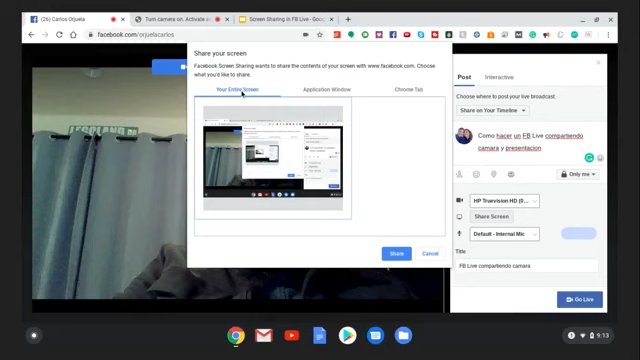 (26) Carlos Orjuela
Turn camera on. Activate s
Screen Sharing in FB Live - Goo
facebook.com/orjuelacarlos
Share your screen
Facebook Screen Sharing wants to share the contents of your screen with www.facebook.com. Choose
what you'd like to share.
Your Entire Screen
Application Window
Chrome Tab
Share
Cancel
Post
Interactive
Choose where to post your live broadcast:
Share on Your Timeline
Como hacer un FB Live compartiendo
camara y presentacion
Only me
HP Truevision HD (0...
Share Screen
Default - Internal Mic
Title
FB Live compartiendo camara
Go Live
LEGOLAND
9:13